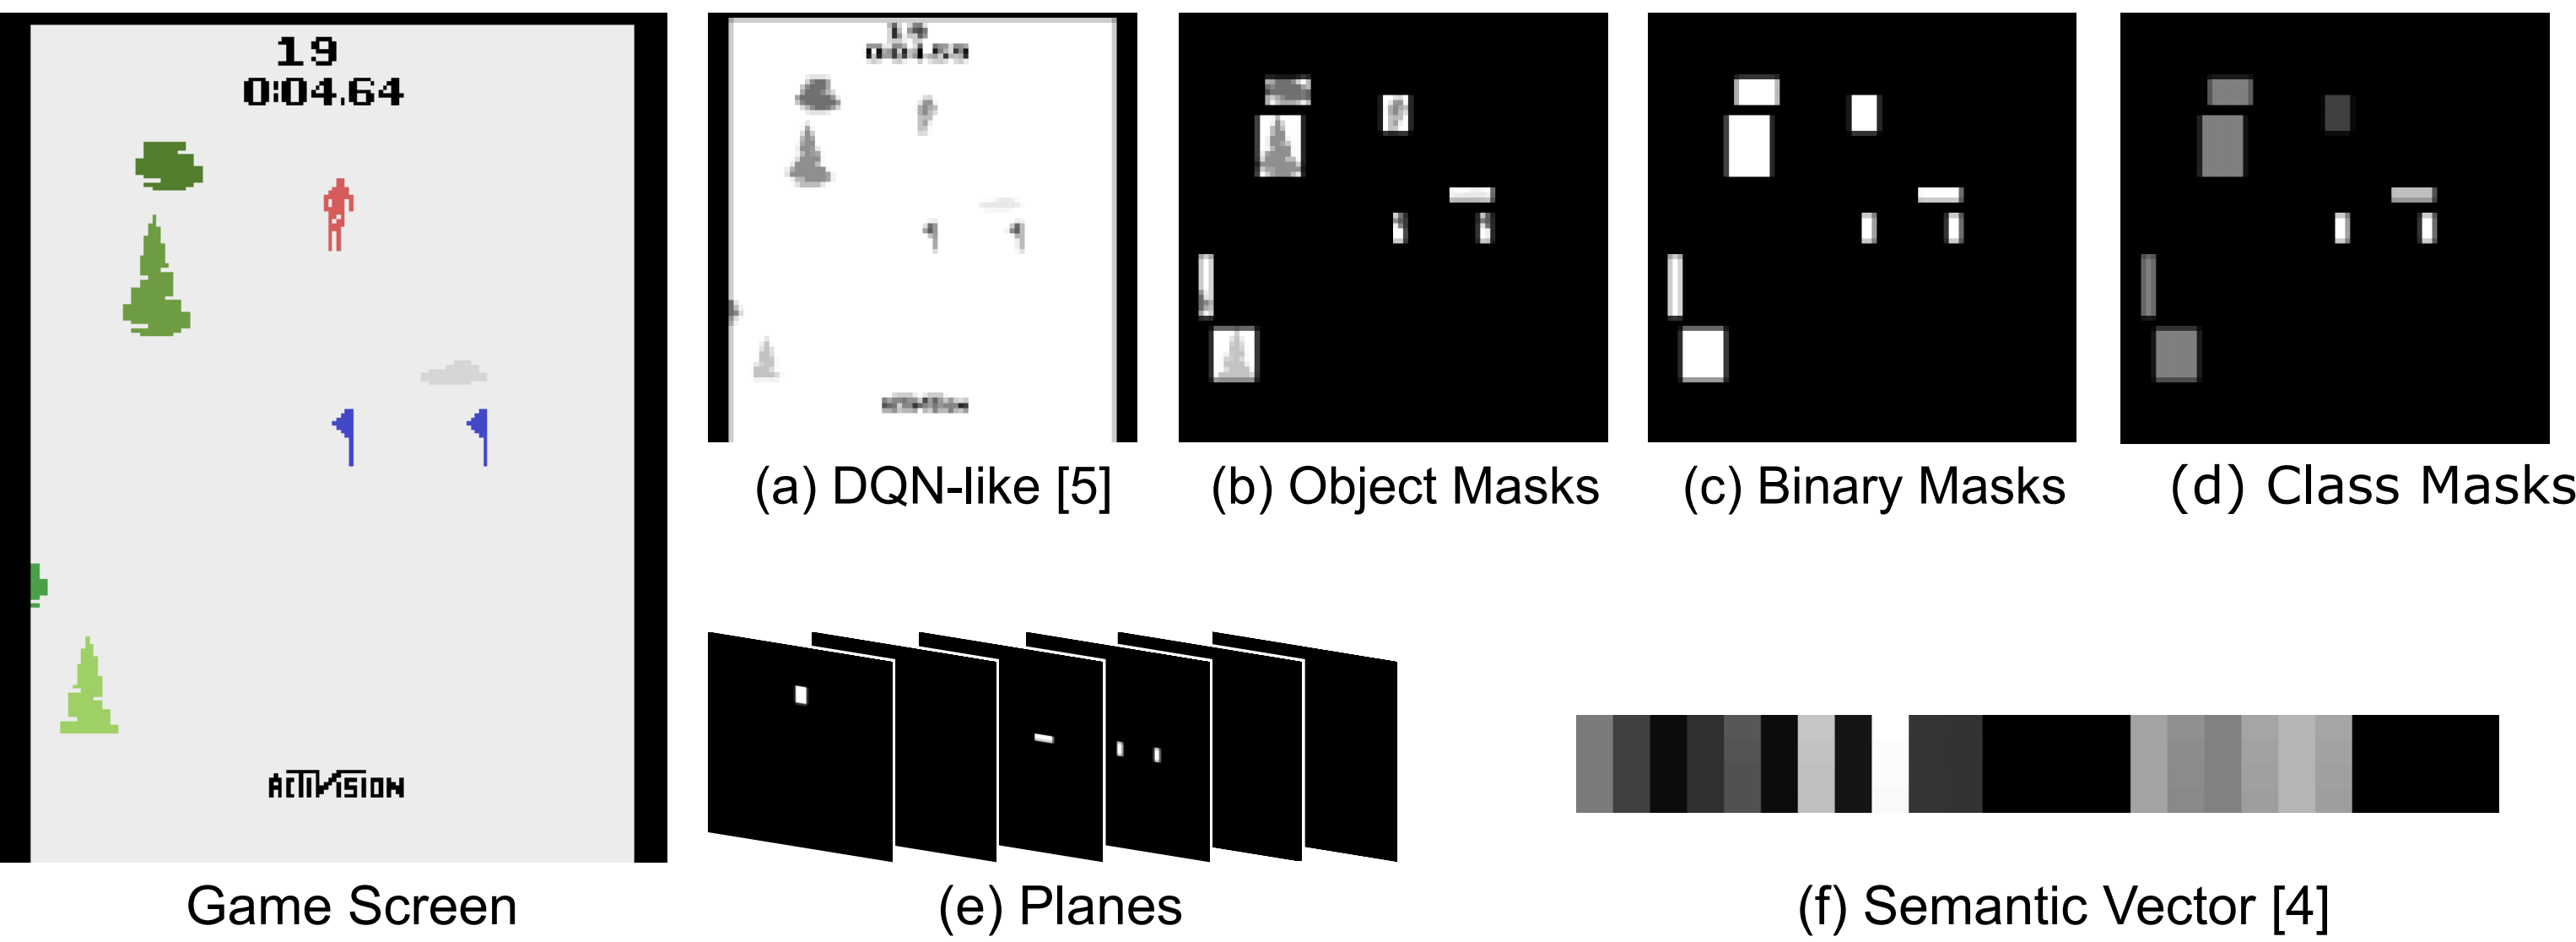 19
0:04.64
ACTIVISION
Game Screen
19
(a) DQN-like [5]
(b) Object Masks
(c) Binary Masks
(d) Class Masks
(e) Planes
(f) Semantic Vector [4]